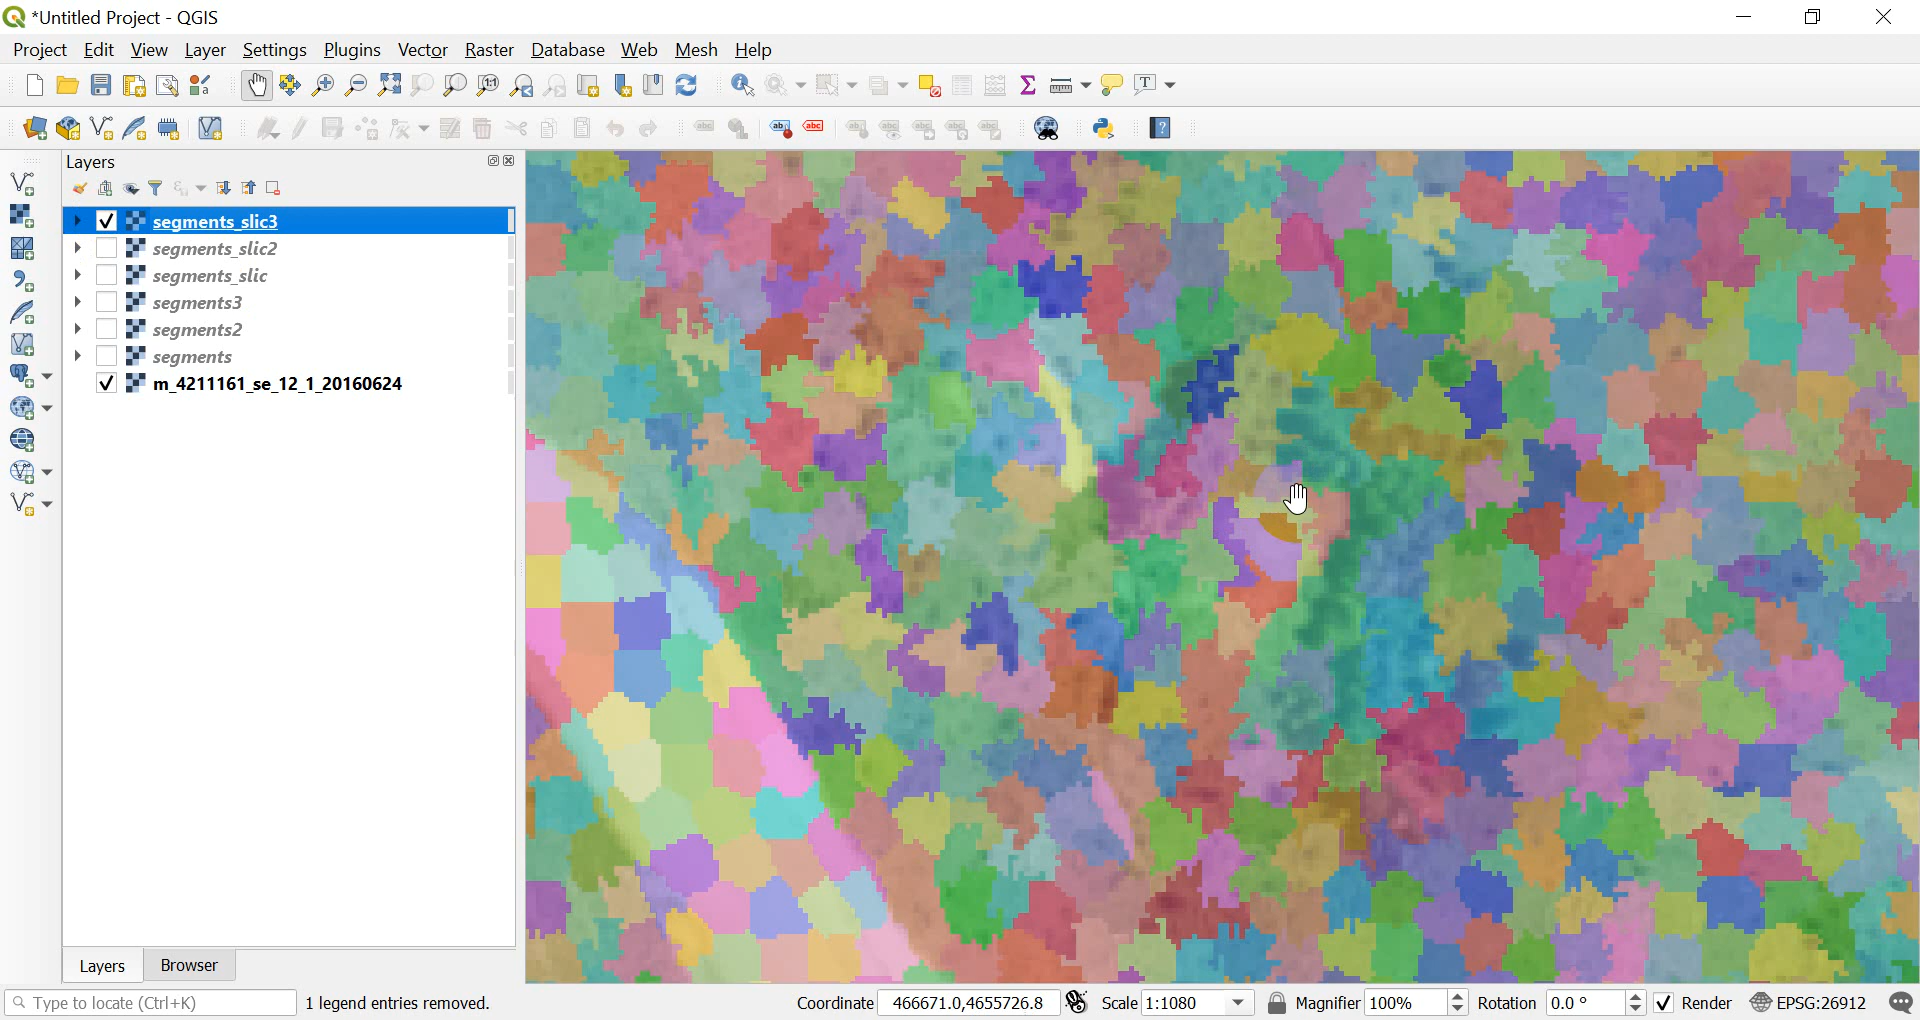 *Untitled Project - QGIS
Project Edit View Layer Settings Plugins Vector Raster Database Web Mesh Help
Layers
segments_slic3
segments_slic2
segments_slic
segments3
segments2
segments
m_4211161_se_12_1_20160624
Layers Browser
Type to locate (Ctrl+K) 1 legend entries removed. Coordinate 466671.0,4655726.8 Scale 1:1080 Magnifier 100% Rotation 0.0 ° Render EPSG:26912